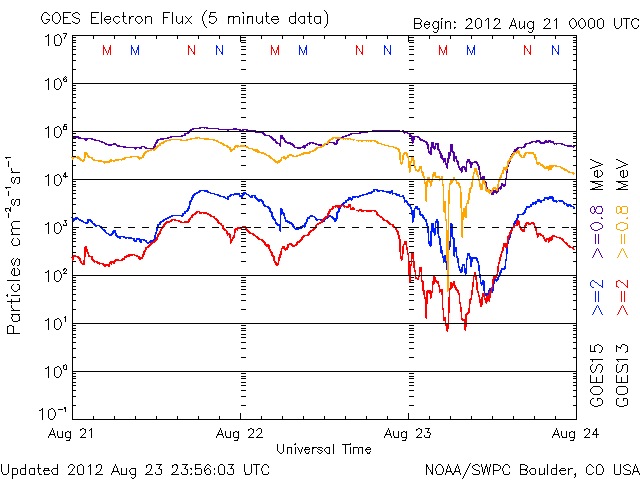 GOES Electron Flux (5 minute data)
Begin: 2012 Aug 21 0000 UTC
10⁷
M M N N M M N N M M N N
10⁶
10⁵
10⁴
10³
10²
10¹
10⁰
10⁻¹
Particles cm⁻²s⁻¹sr⁻¹
GOES15 >=2 >=0.8 MeV
GOES13 >=2 >=0.8 MeV
Aug 21 Aug 22 Aug 23 Aug 24
Universal Time
Updated 2012 Aug 23 23:56:03 UTC
NOAA/SWPC Boulder, CO USA